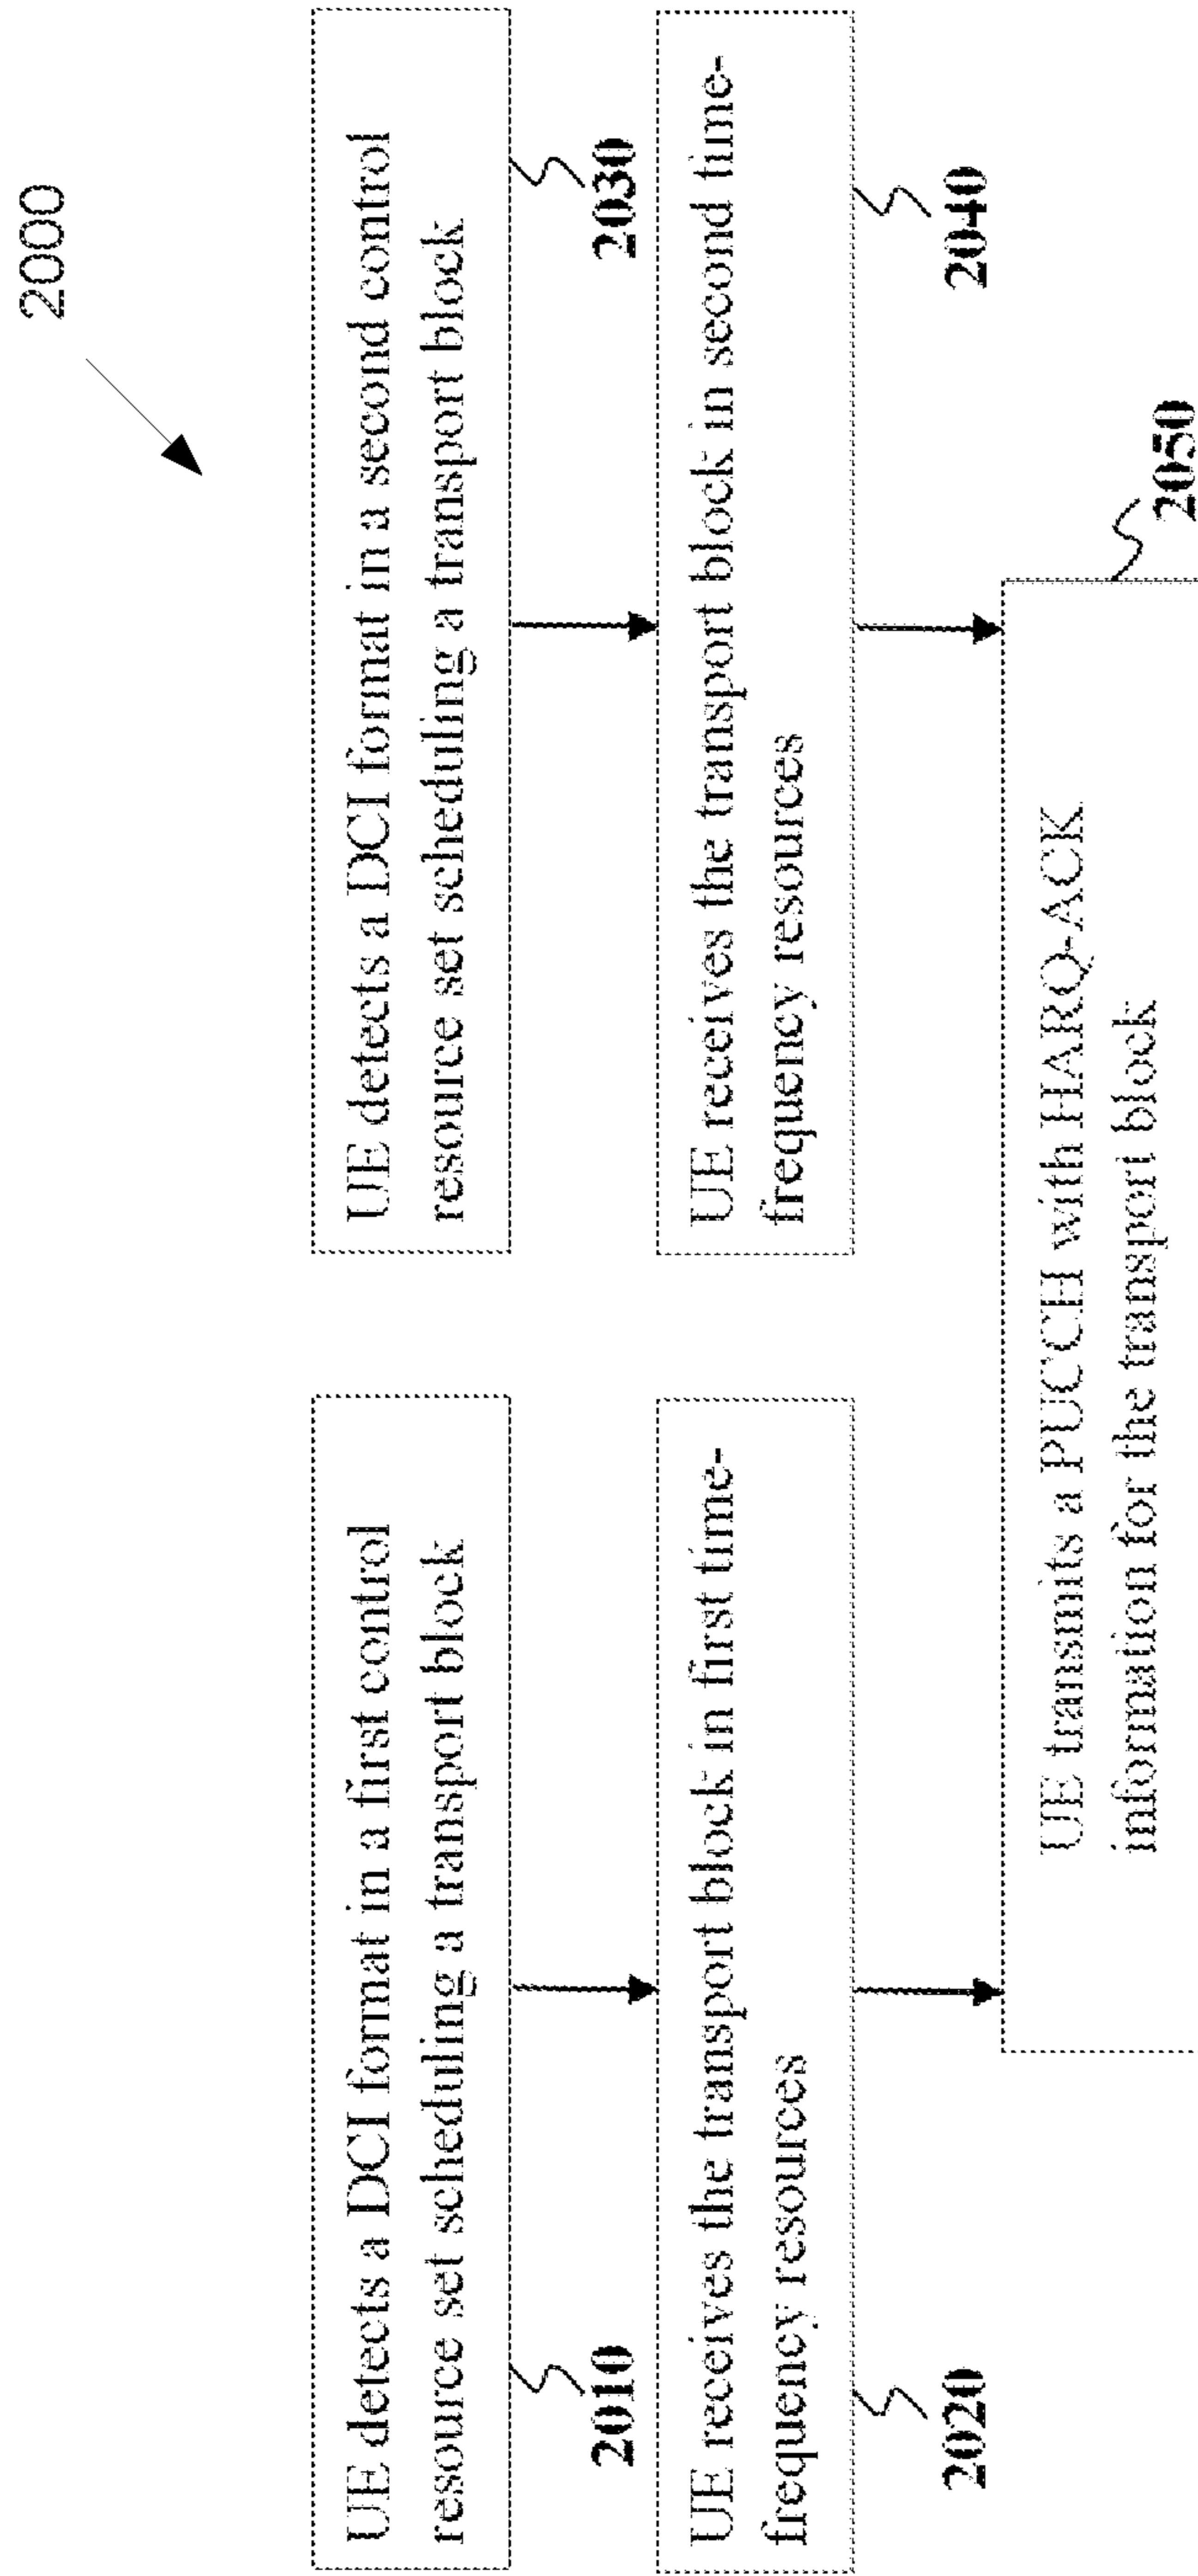 2000
UE detects a DCI format in a first control
resource set scheduling a transport block
2010
UE receives the transport block in first time-
frequency resources
2020
UE detects a DCI format in a second control
resource set scheduling a transport block
2030
UE receives the transport block in second time-
frequency resources
2040
UE transmits a PUCCH with HARQ-ACK
information for the transport block
2050